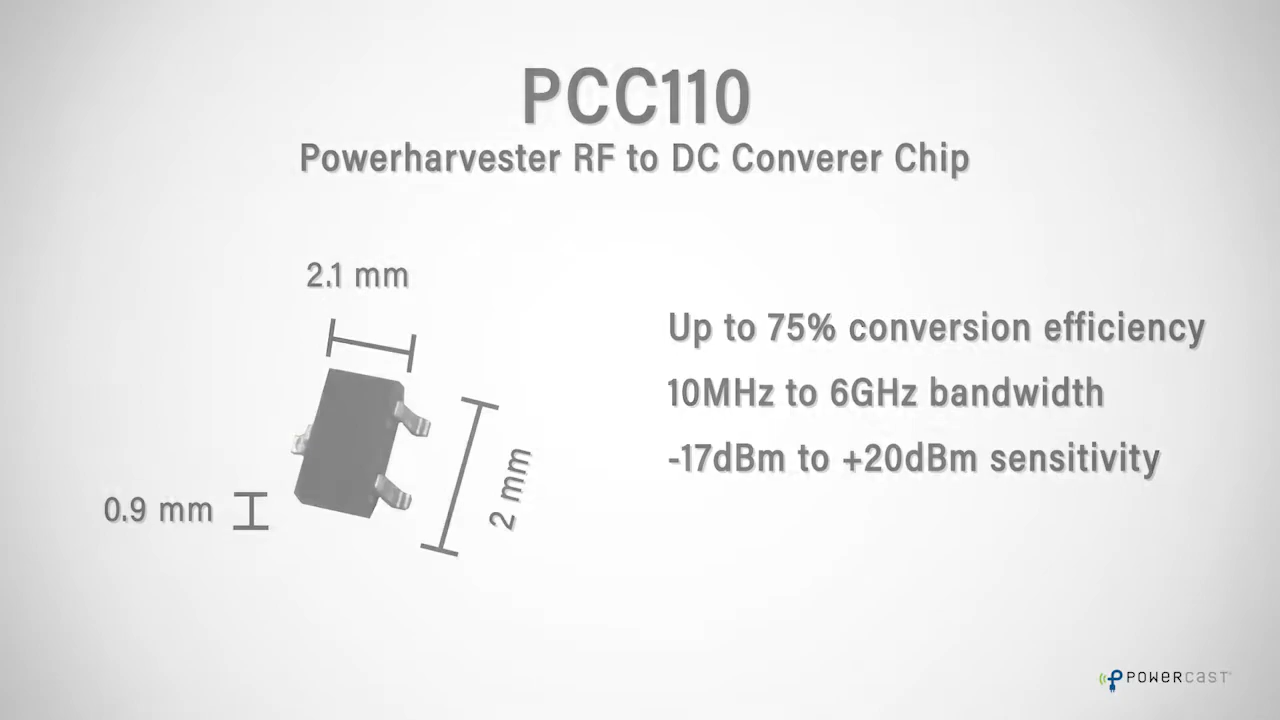 PCC110
Powerharvester RF to DC Converer Chip
2.1 mm
Up to 75% conversion efficiency
10MHz to 6GHz bandwidth
-17dBm to +20dBm sensitivity
2 mm
0.9 mm
POWERCAST